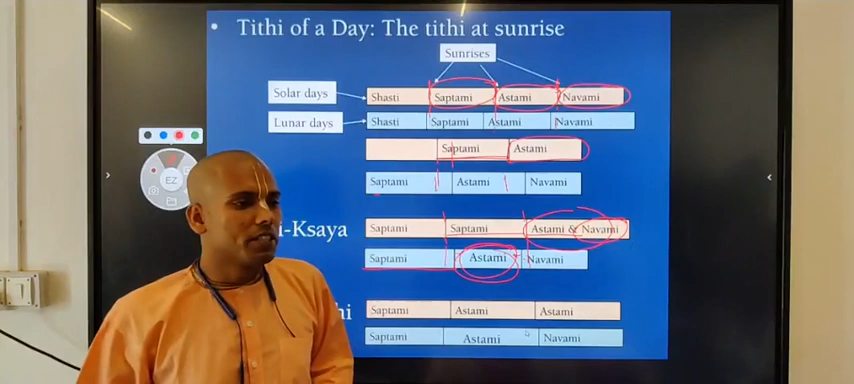 • Tithi of a Day: The tithi at sunrise
Sunrises
Solar days
Shasti Saptami Astami Navami
Lunar days
Shasti Saptami Astami Navami
Saptami Astami
Saptami Astami Navami
i-Ksaya
Saptami Saptami Astami & Navami
Saptami Astami Navami
hi
Saptami Astami Astami
Saptami Astami Navami
EZ